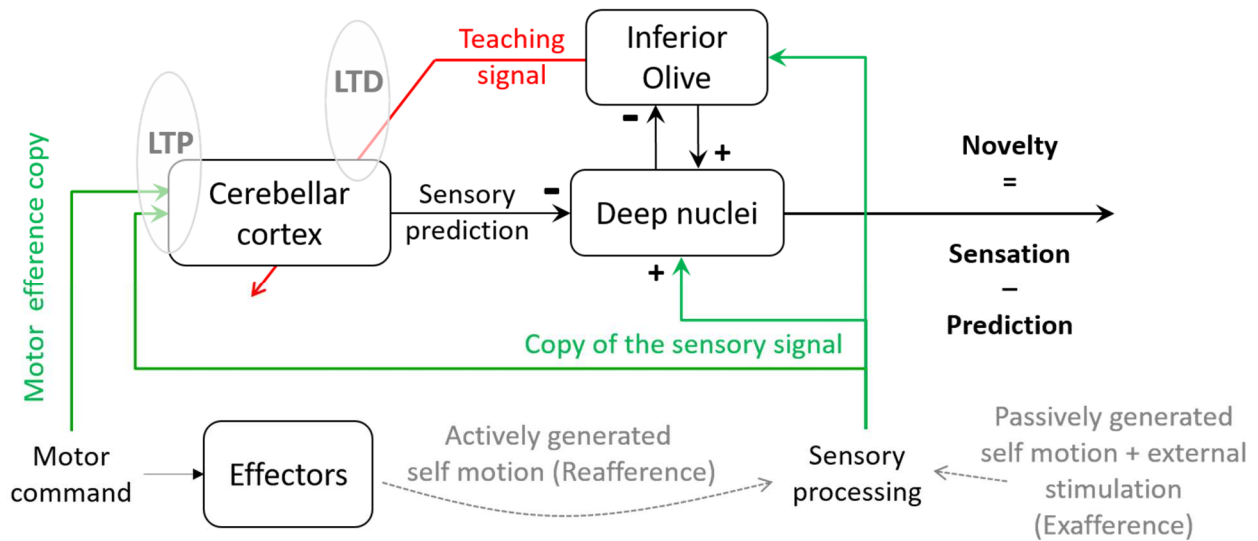 Teaching
signal
Inferior
Olive
LTD
LTP
-
+
Motor efference copy
Cerebellar
cortex
Sensory
prediction
-
Deep nuclei
+
Novelty
=
Sensation
–
Prediction
Copy of the sensory signal
Motor
command
Effectors
Actively generated
self motion (Reafference)
Sensory
processing
Passively generated
self motion + external
stimulation
(Exafference)